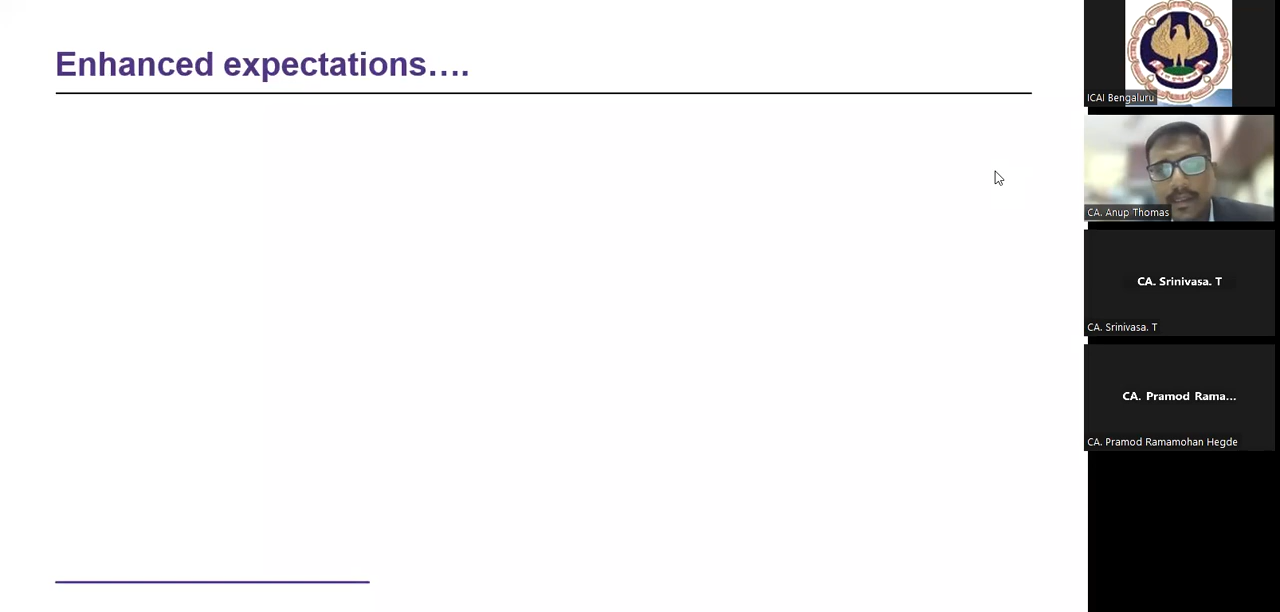 Enhanced expectations….
ICAI Bengaluru
CA. Anup Thomas
CA. Srinivasa. T
CA. Srinivasa. T
CA. Pramod Rama...
CA. Pramod Ramamohan Hegde